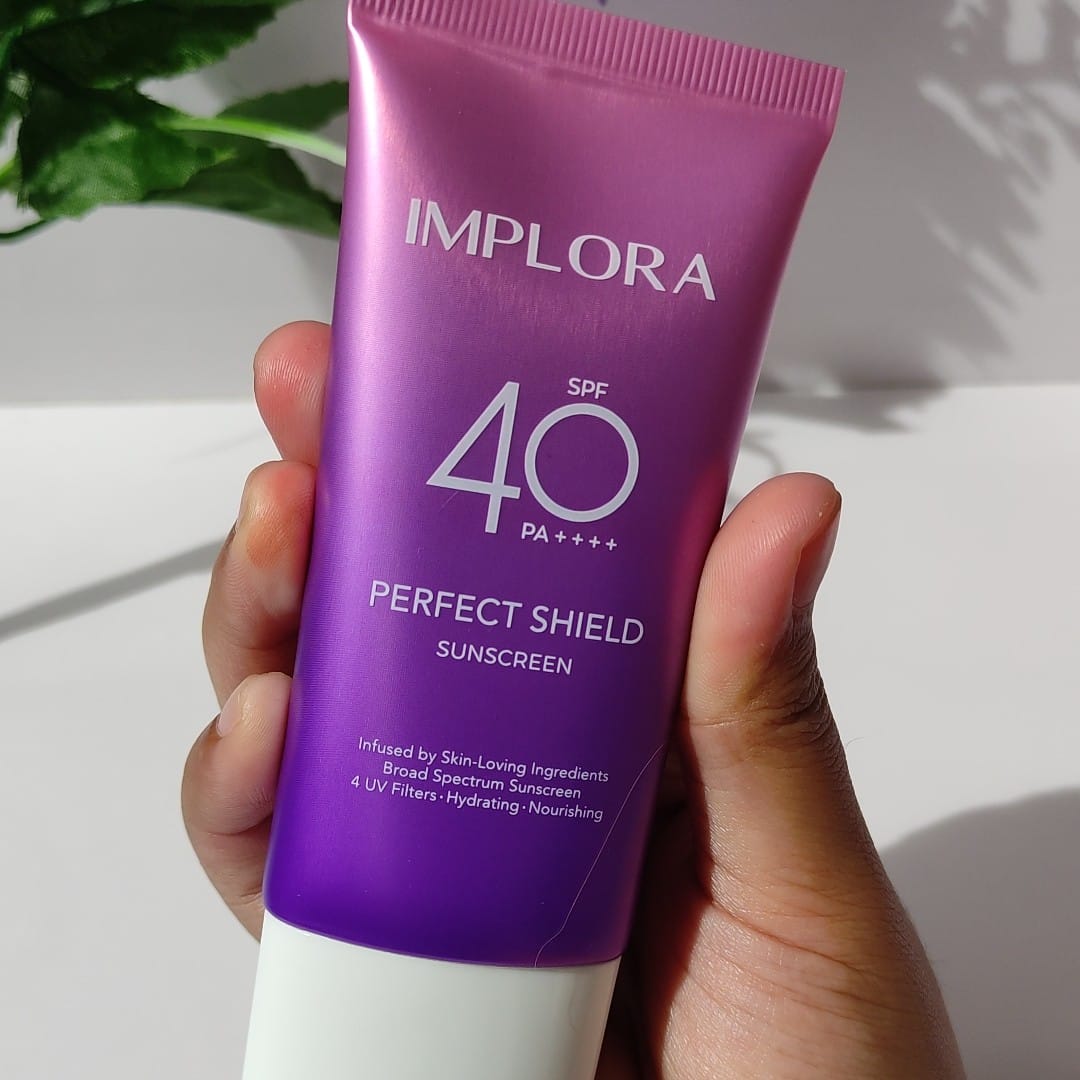 IMPLORA
SPF
40
PA++++
PERFECT SHIELD
SUNSCREEN
Infused by Skin-Loving Ingredients
Broad Spectrum Sunscreen
4 UV Filters · Hydrating · Nourishing